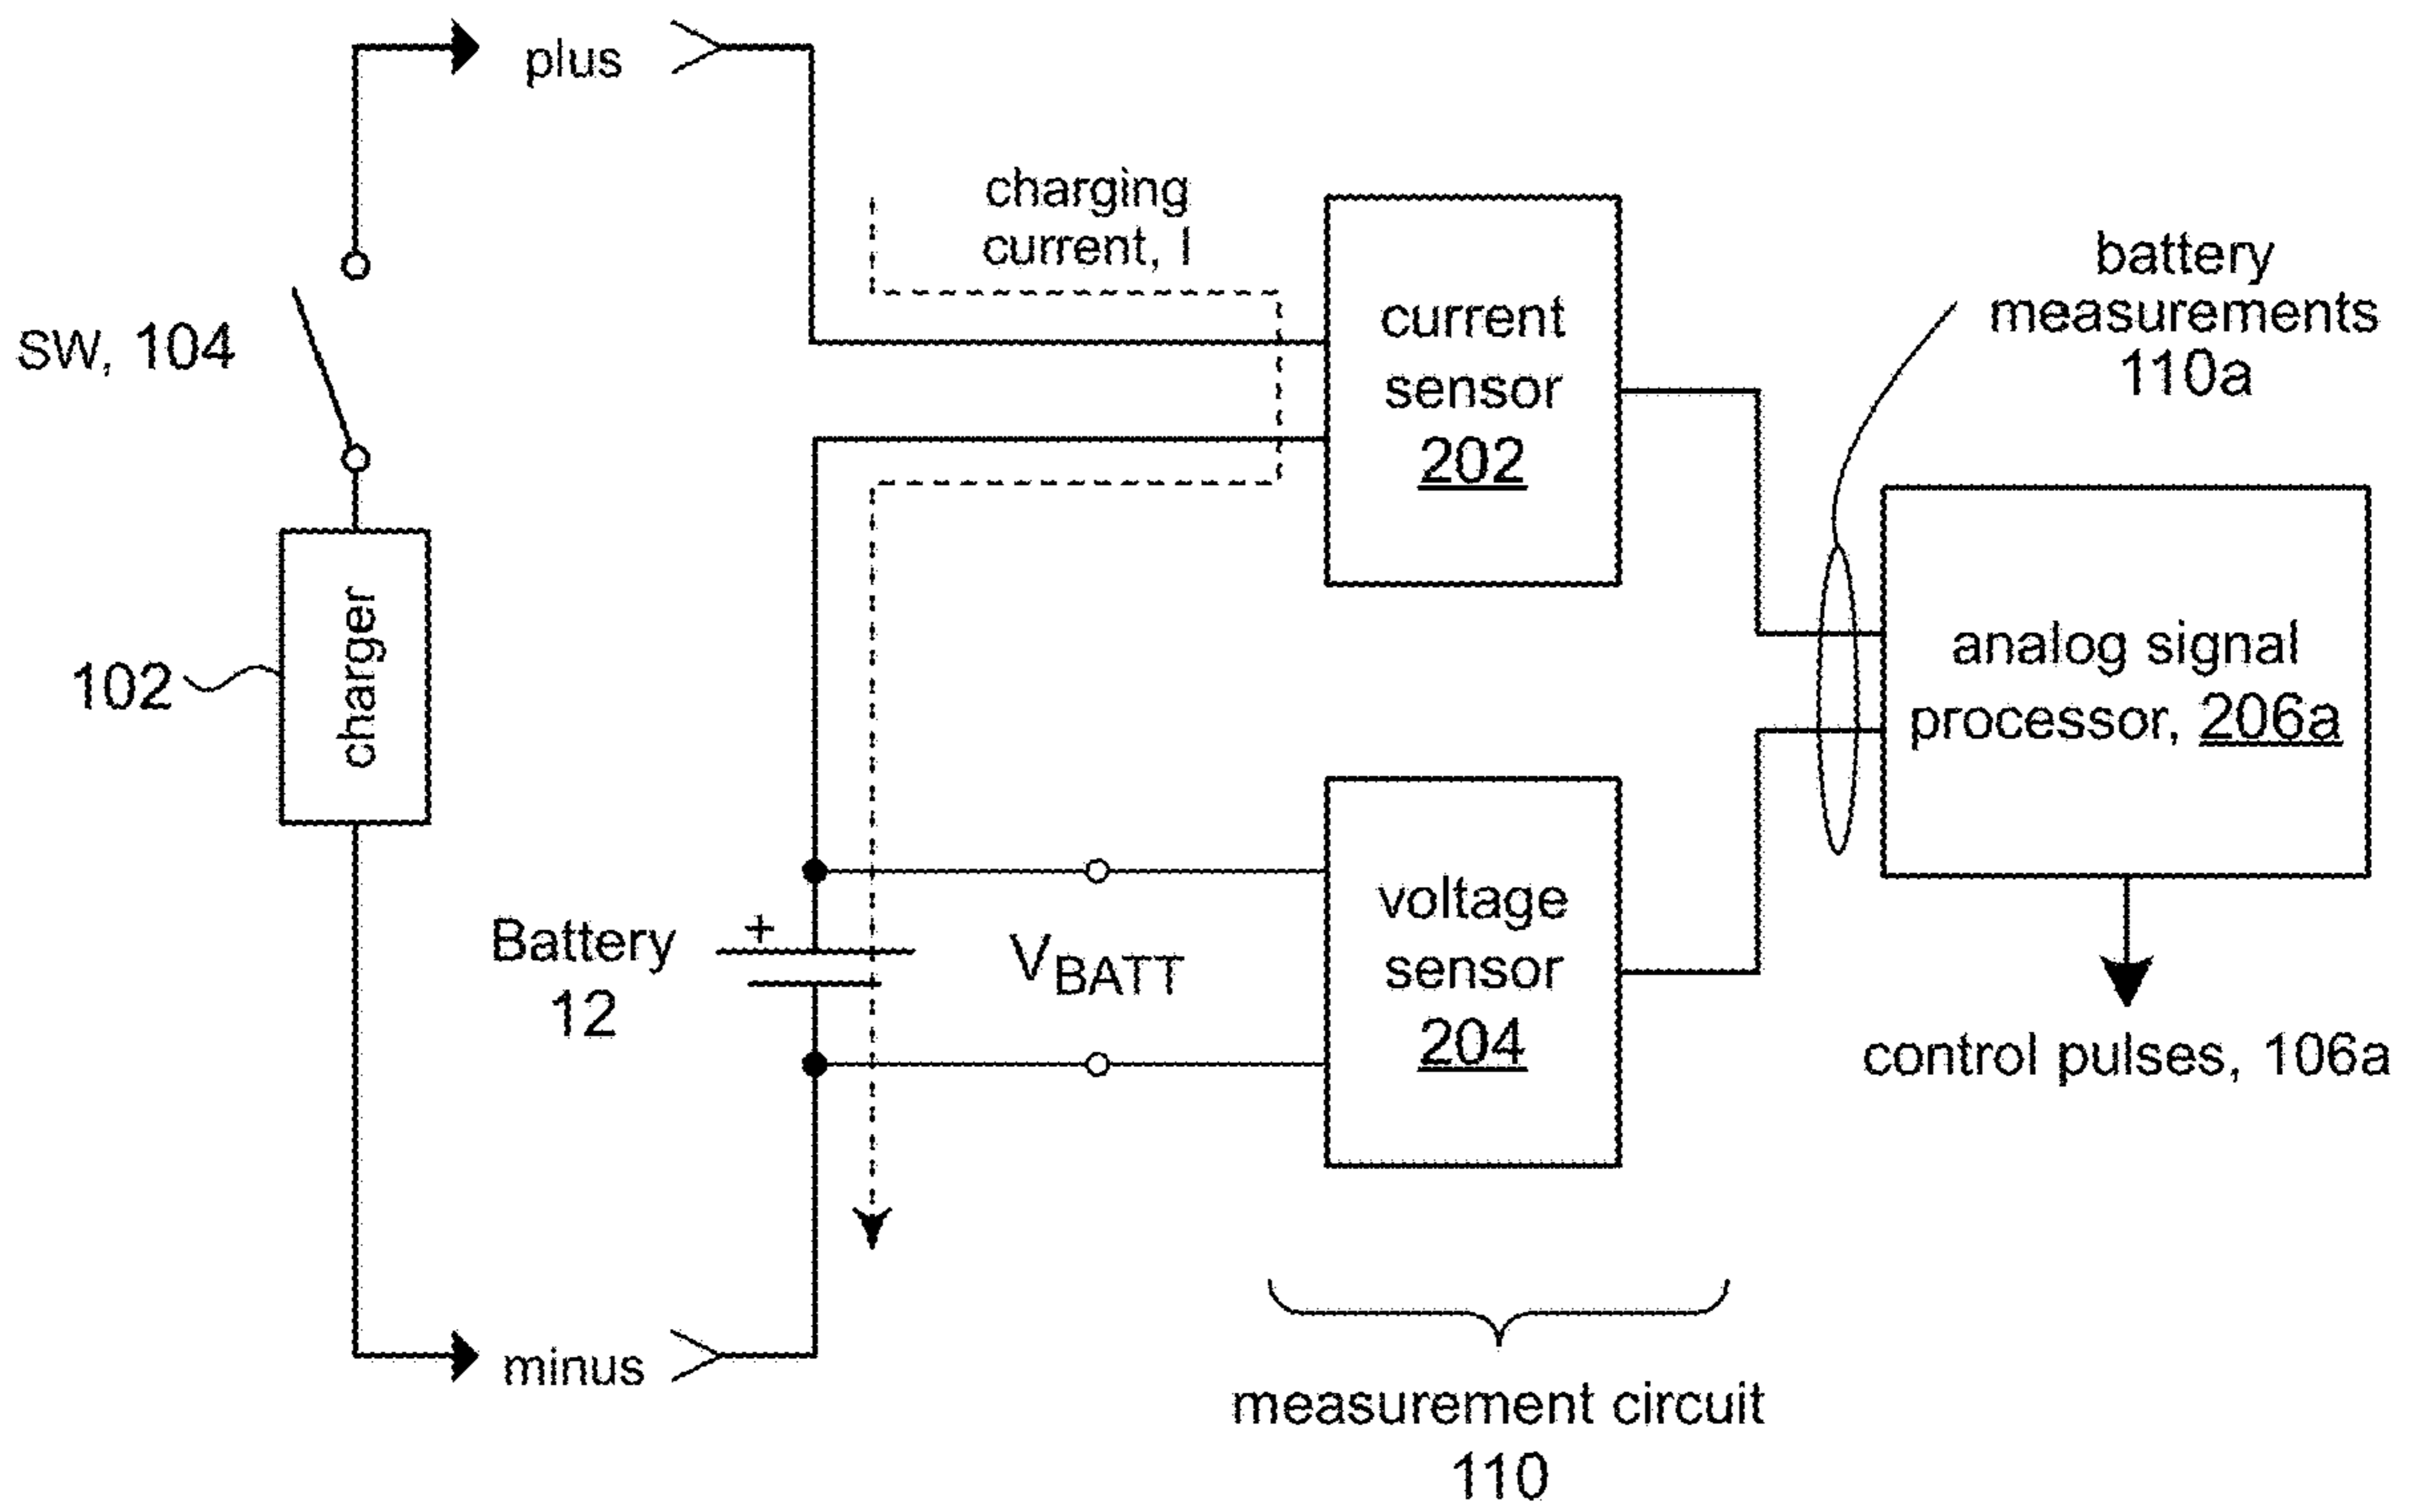 plus
charging
current, I
SW, 104
current
sensor
202
battery
measurements
110a
charger
102
analog signal
processor, 206a
Battery
12
+
VBATT
voltage
sensor
204
control pulses, 106a
minus
measurement circuit
110